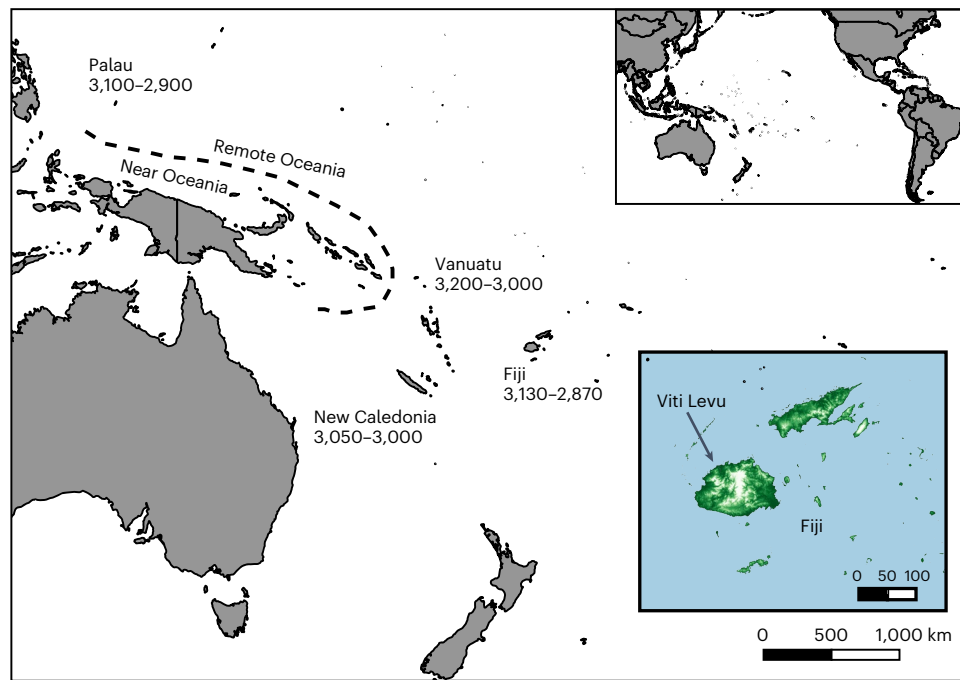 Palau
3,100–2,900
Remote Oceania
Near Oceania
Vanuatu
3,200–3,000
Fiji
3,130–2,870
New Caledonia
3,050–3,000
Viti Levu
Fiji
0 50 100
0 500 1,000 km